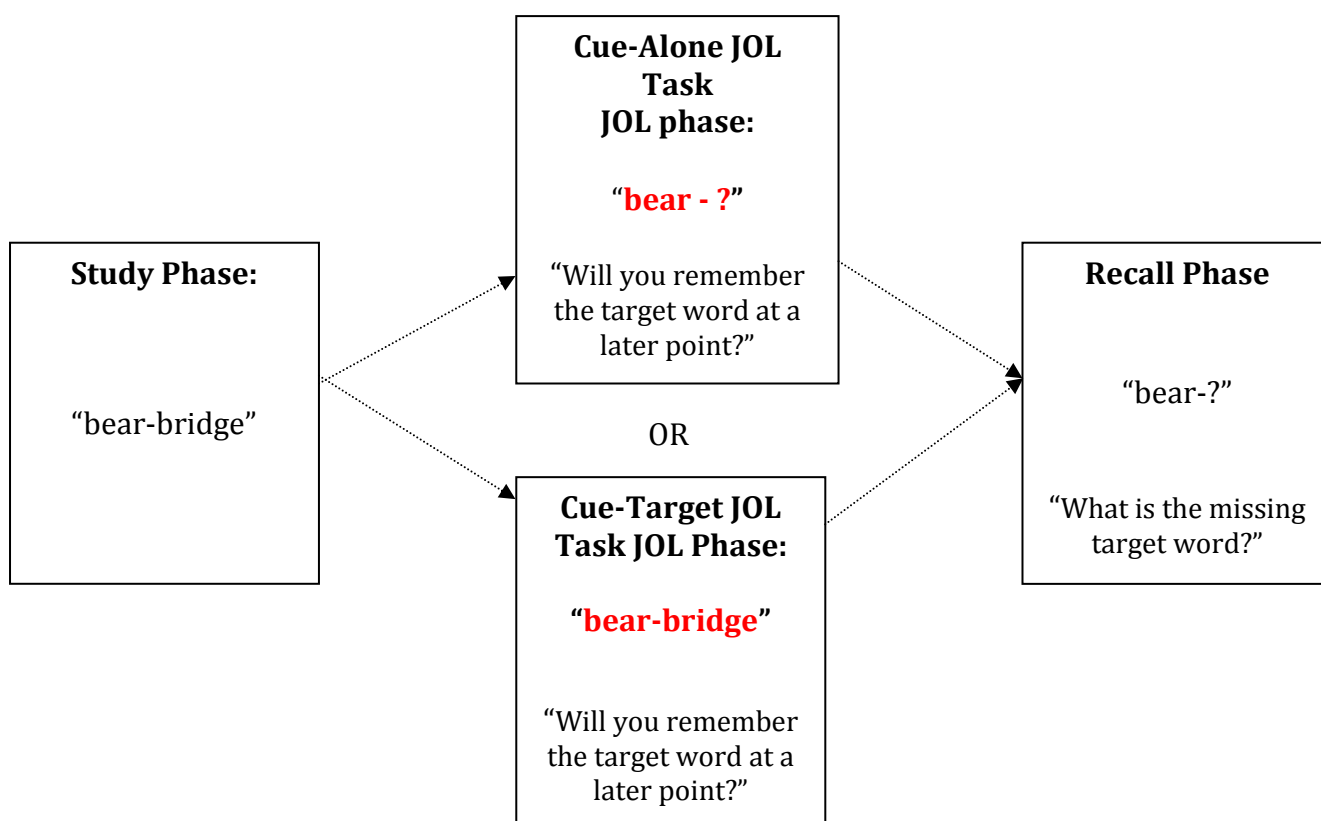 Study Phase:
“bear-bridge”
Cue-Alone JOL
Task
JOL phase:
“bear - ?”
“Will you remember
the target word at a
later point?”
OR
Cue-Target JOL
Task JOL Phase:
“bear-bridge”
“Will you remember
the target word at a
later point?”
Recall Phase
“bear-?”
“What is the missing
target word?”